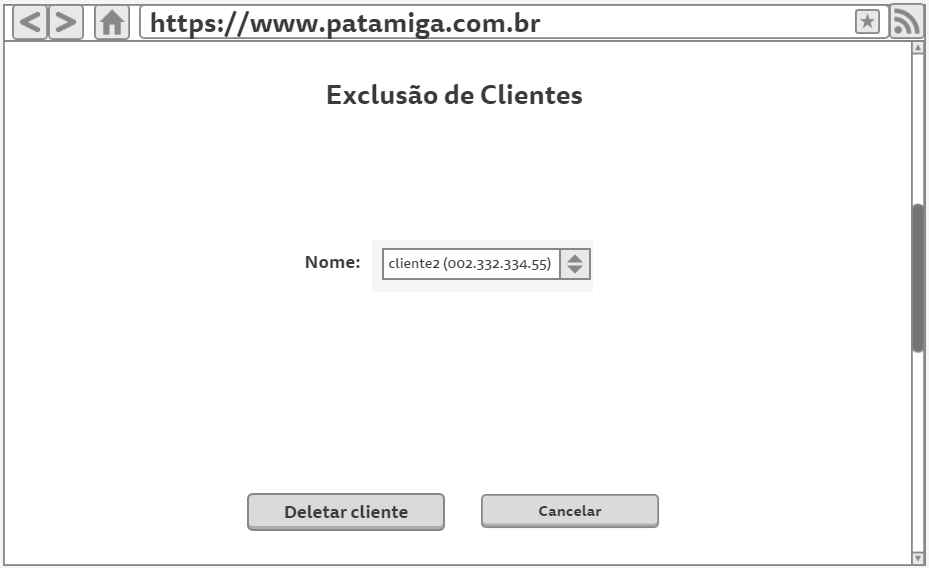 https://www.patamiga.com.br
Exclusão de Clientes
Nome: cliente2 (002.332.334.55)
Deletar cliente Cancelar